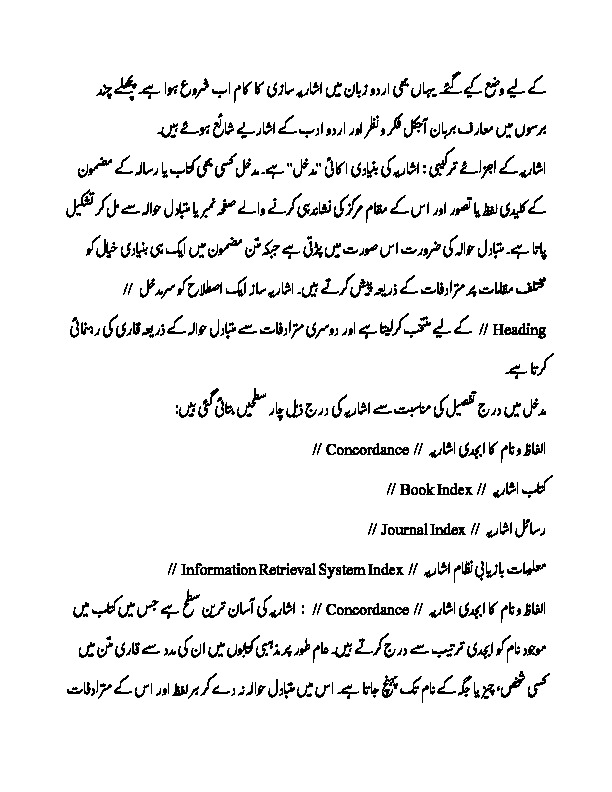 کے لیے وضع کیے گئے۔ یہاں بھی اردو زبان میں اشاریہ سازی کا کام اب شروع ہوا ہے۔ پچھلے چند
برسوں میں معارف برہان آجکل فکر و نظر اور اردو ادب کے اشاریے شائع ہوئے ہیں۔
اشاریہ کے اجزائے ترکیبی : اشاریہ کی بنیادی اکائی "مدخل" ہے۔ مدخل کسی بھی کتاب یا رسالہ کے مضمون
کے کلیدی لفظ یا تصور اور اس کے مقام مرکز کی نشاندہی کرنے والے صفحہ نمبر یا متبادل حوالہ سے مل کر تشکیل
پاتا ہے۔ متبادل حوالہ کی ضرورت اس صورت میں پڑتی ہے جبکہ متن مضمون میں ایک ہی بنیادی خیال کو
مختلف مقامات پر مترادفات کے ذریعہ پیش کرتے ہیں۔ اشاریہ ساز ایک اصطلاح کو سرمدخل //
Heading // کے لیے منتخب کرلیتا ہے اور دوسری مترادفات سے متبادل حوالہ کے ذریعہ قاری کی رہنمائی
کرتا ہے۔
مدخل میں درج تفصیل کی مناسبت سے اشاریہ کی درج ذیل چار سطحیں بتائی گئی ہیں:
الفاظ و نام کا ابجدی اشاریہ // Concordance //
کتاب اشاریہ // Book Index //
رسائل اشاریہ // Journal Index //
معلومات بازیابی نظام اشاریہ // Information Retrieval System Index //
الفاظ و نام کا ابجدی اشاریہ // Concordance // : اشاریہ کی آسان ترین سطح ہے جس میں کتاب میں
موجود نام کو ابجدی ترتیب سے درج کرتے ہیں۔ عام طور پر مذہبی کتابوں میں ان کی مدد سے قاری متن میں
کسی شخص، چیز یا جگہ کے نام تک پہنچ جاتا ہے۔ اس میں متبادل حوالہ نہ دے کر ہر لفظ اور اس کے مترادفات